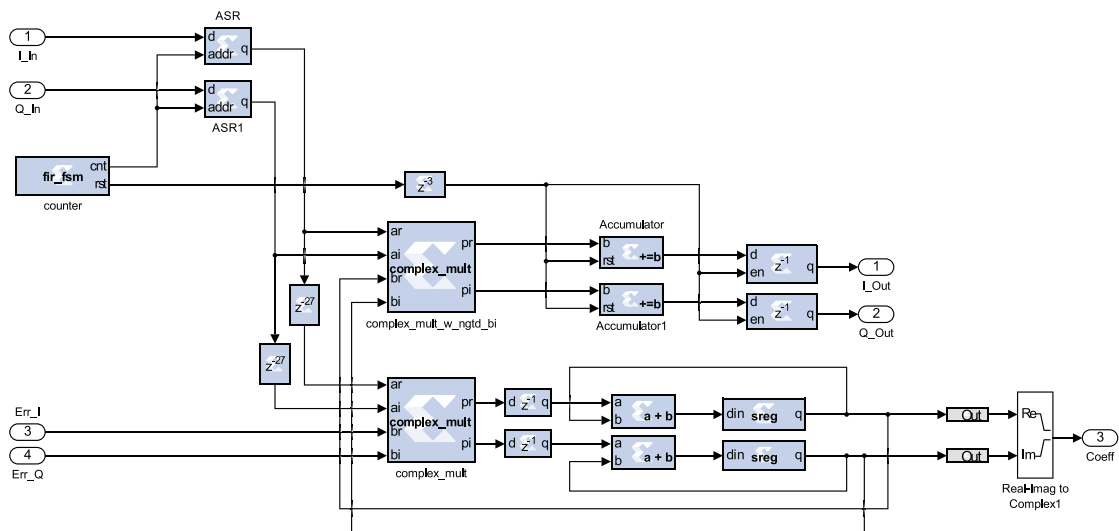 ASR
1
I_In
d
addr
q
2
Q_In
d
addr
q
ASR1
fir_fsm
cnt
rst
counter
z-3
ar
ai
br
bi
complex_mult
pr
pi
complex_mult_w_ngtd_bi
Accumulator
b
rst
+=b
b
rst
+=b
Accumulator1
d
en
z-1
q
1
I_Out
d
en
z-1
q
2
Q_Out
z-27
z-27
Err_I
3
4
Err_Q
ar
ai
br
bi
complex_mult
pr
pi
complex_mult
d z-1 q
d z-1 q
a
b
a + b
a
b
a + b
din sreg q
din sreg q
Out
Out
Re
Im
Real-Imag to
Complex1
3
Coeff